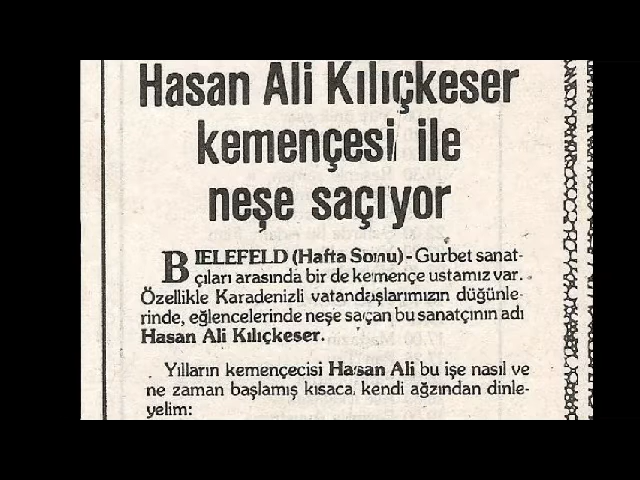 Hasan Ali Kılıçkeser
kemençesi ile
neşe saçıyor
BIELEFELD (Hafta Sonu)- Gurbet sanat-
çıları arasında bir de kemençe ustamız var.
Özellikle Karadenizli vatandaşlarımızın düğünle-
rinde, eğlencelerinde neşe saçan bu sanatçının adı
Hasan Ali Kılıçkeser.
Yılların kemençecisi Hasan Ali bu işe nasıl ve
ne zaman başlamış kısaca, kendi ağzından dinle-
yelim: